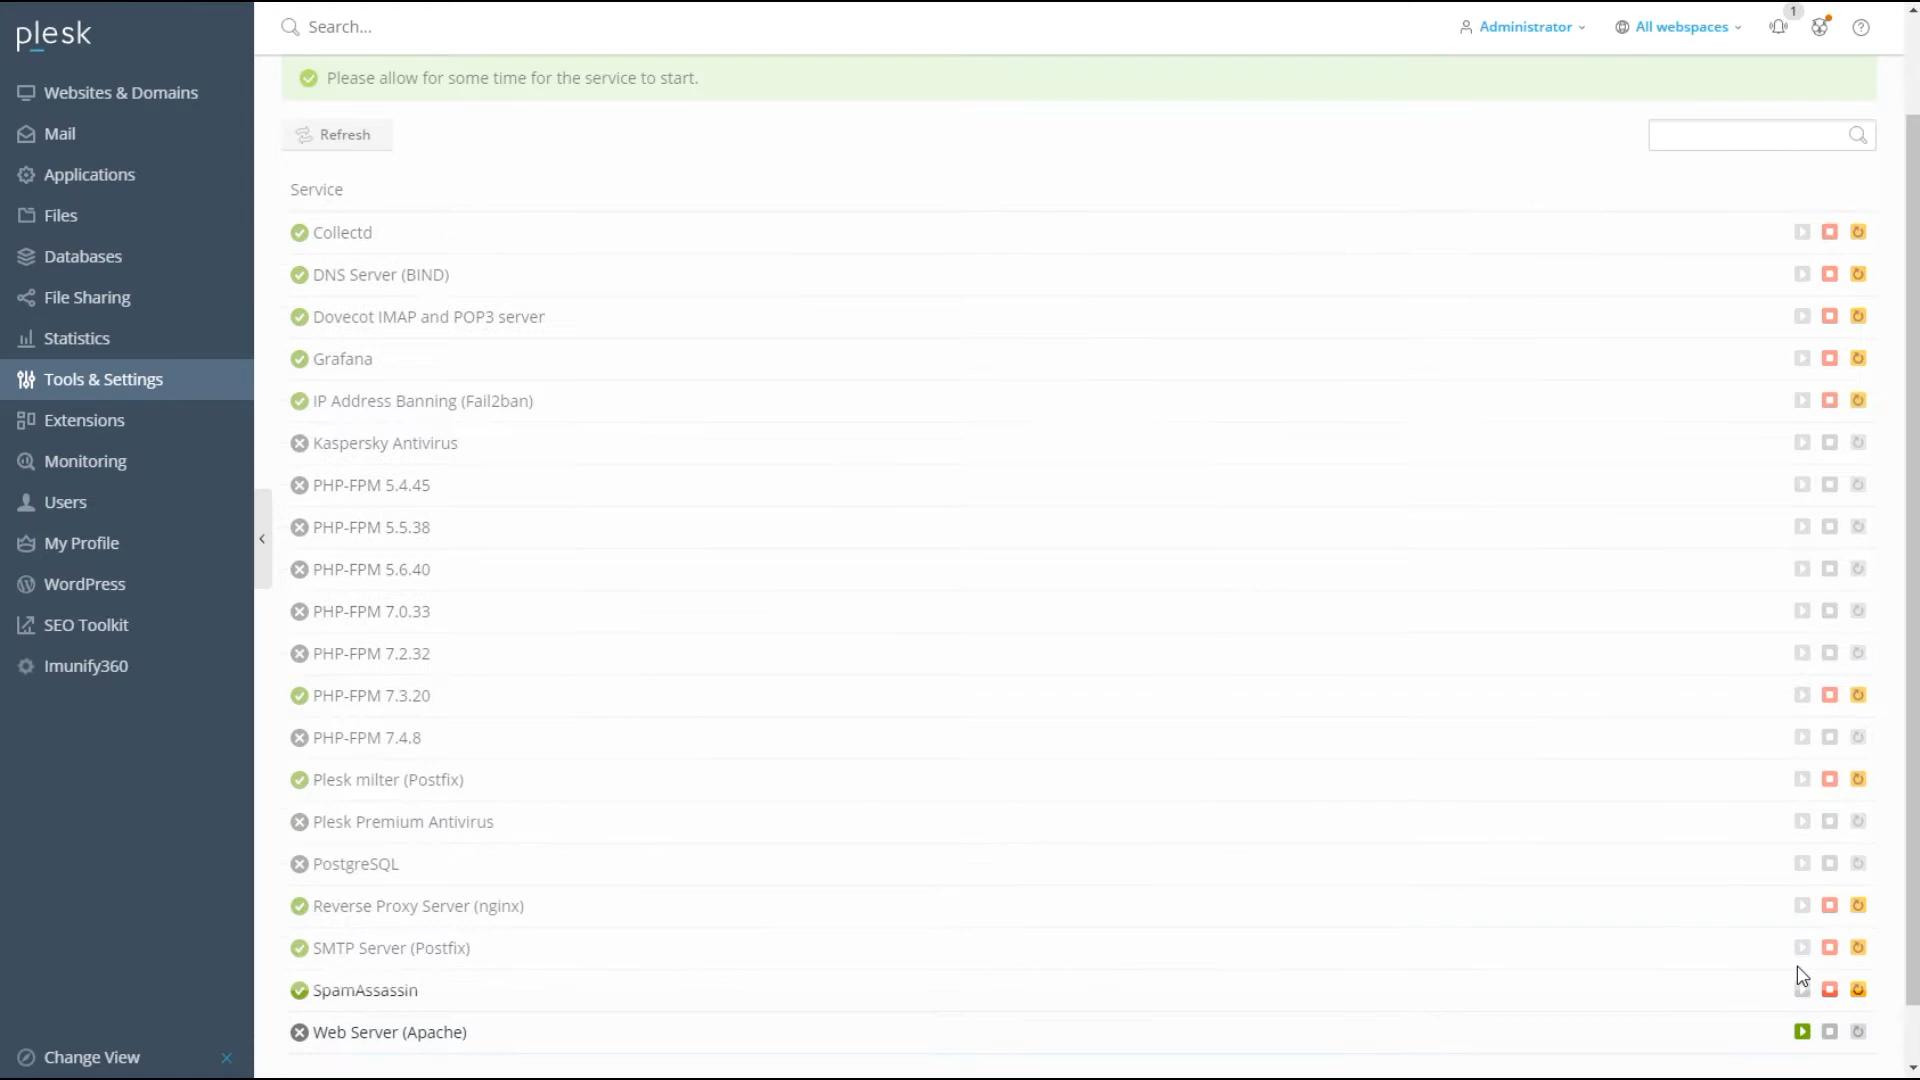 plesk
Search...
Administrator
All webspaces
1
Websites & Domains
Mail
Applications
Files
Databases
File Sharing
Statistics
Tools & Settings
Extensions
Monitoring
Users
My Profile
WordPress
SEO Toolkit
Imunify360
Change View
Please allow for some time for the service to start.
Refresh
Service
Collectd
DNS Server (BIND)
Dovecot IMAP and POP3 server
Grafana
IP Address Banning (Fail2ban)
Kaspersky Antivirus
PHP-FPM 5.4.45
PHP-FPM 5.5.38
PHP-FPM 5.6.40
PHP-FPM 7.0.33
PHP-FPM 7.2.32
PHP-FPM 7.3.20
PHP-FPM 7.4.8
Plesk milter (Postfix)
Plesk Premium Antivirus
PostgreSQL
Reverse Proxy Server (nginx)
SMTP Server (Postfix)
SpamAssassin
Web Server (Apache)